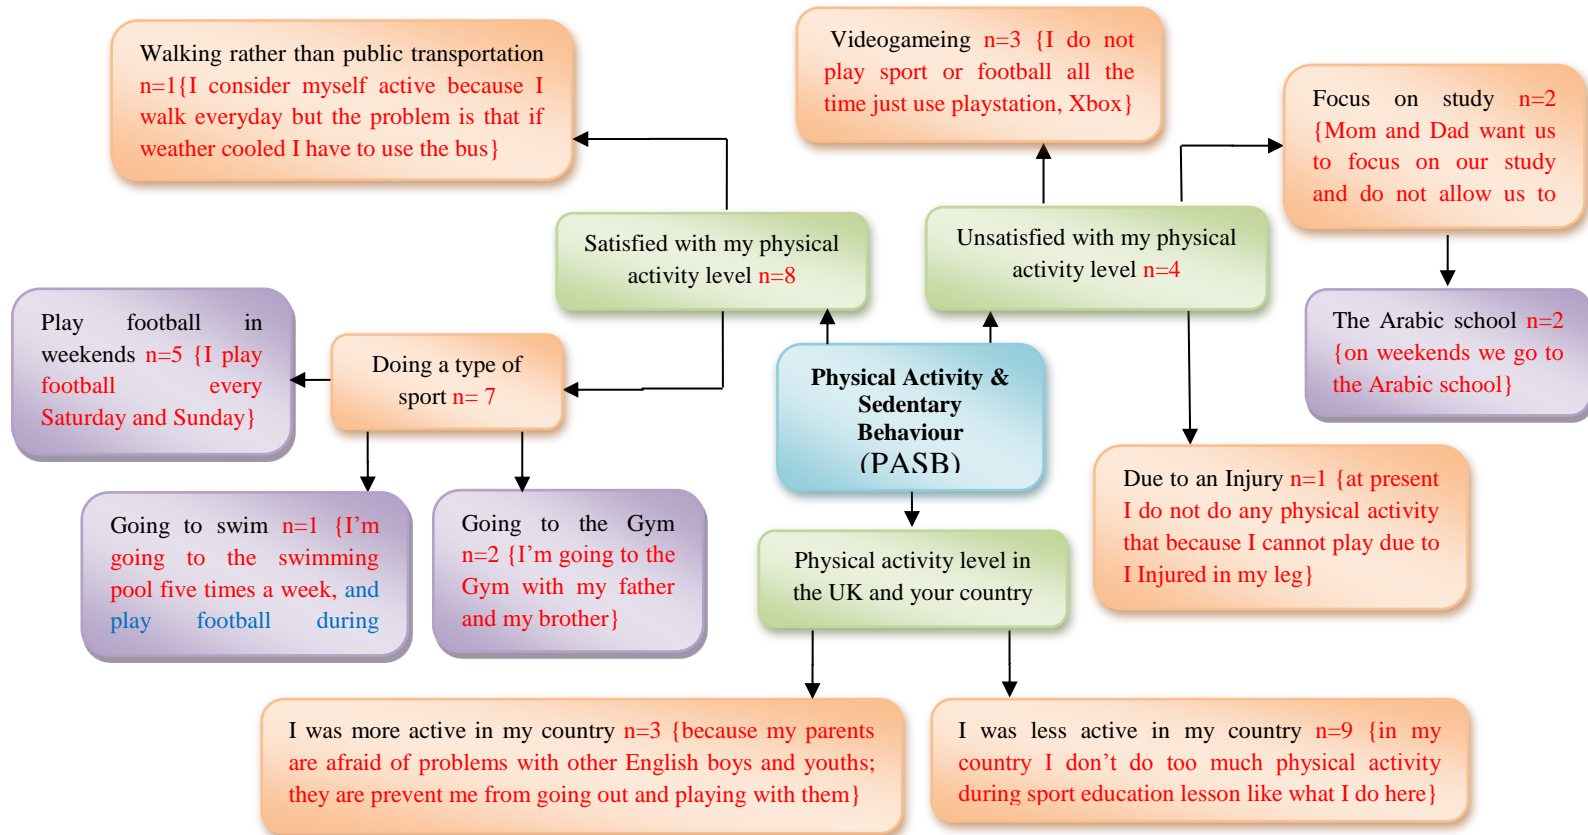 Walking rather than public transportation
n=1{I consider myself active because I
walk everyday but the problem is that if
weather cooled I have to use the bus}
Videogameing n=3 {I do not
play sport or football all the
time just use playstation, Xbox}
Focus on study n=2
{Mom and Dad want us
to focus on our study
and do not allow us to
Satisfied with my physical
activity level n=8
Unsatisfied with my physical
activity level n=4
Play football in
weekends n=5 {I play
football every
Saturday and Sunday}
Doing a type of
sport n= 7
Physical Activity &
Sedentary
Behaviour
(PASB)
The Arabic school n=2
{on weekends we go to
the Arabic school}
Going to swim n=1 {I’m
going to the swimming
pool five times a week, and
play football during
Going to the Gym
n=2 {I’m going to the
Gym with my father
and my brother}
Physical activity level in
the UK and your country
Due to an Injury n=1 {at present
I do not do any physical activity
that because I cannot play due to
I Injured in my leg}
I was more active in my country n=3 {because my parents
are afraid of problems with other English boys and youths;
they are prevent me from going out and playing with them}
I was less active in my country n=9 {in my
country I don’t do too much physical activity
during sport education lesson like what I do here}